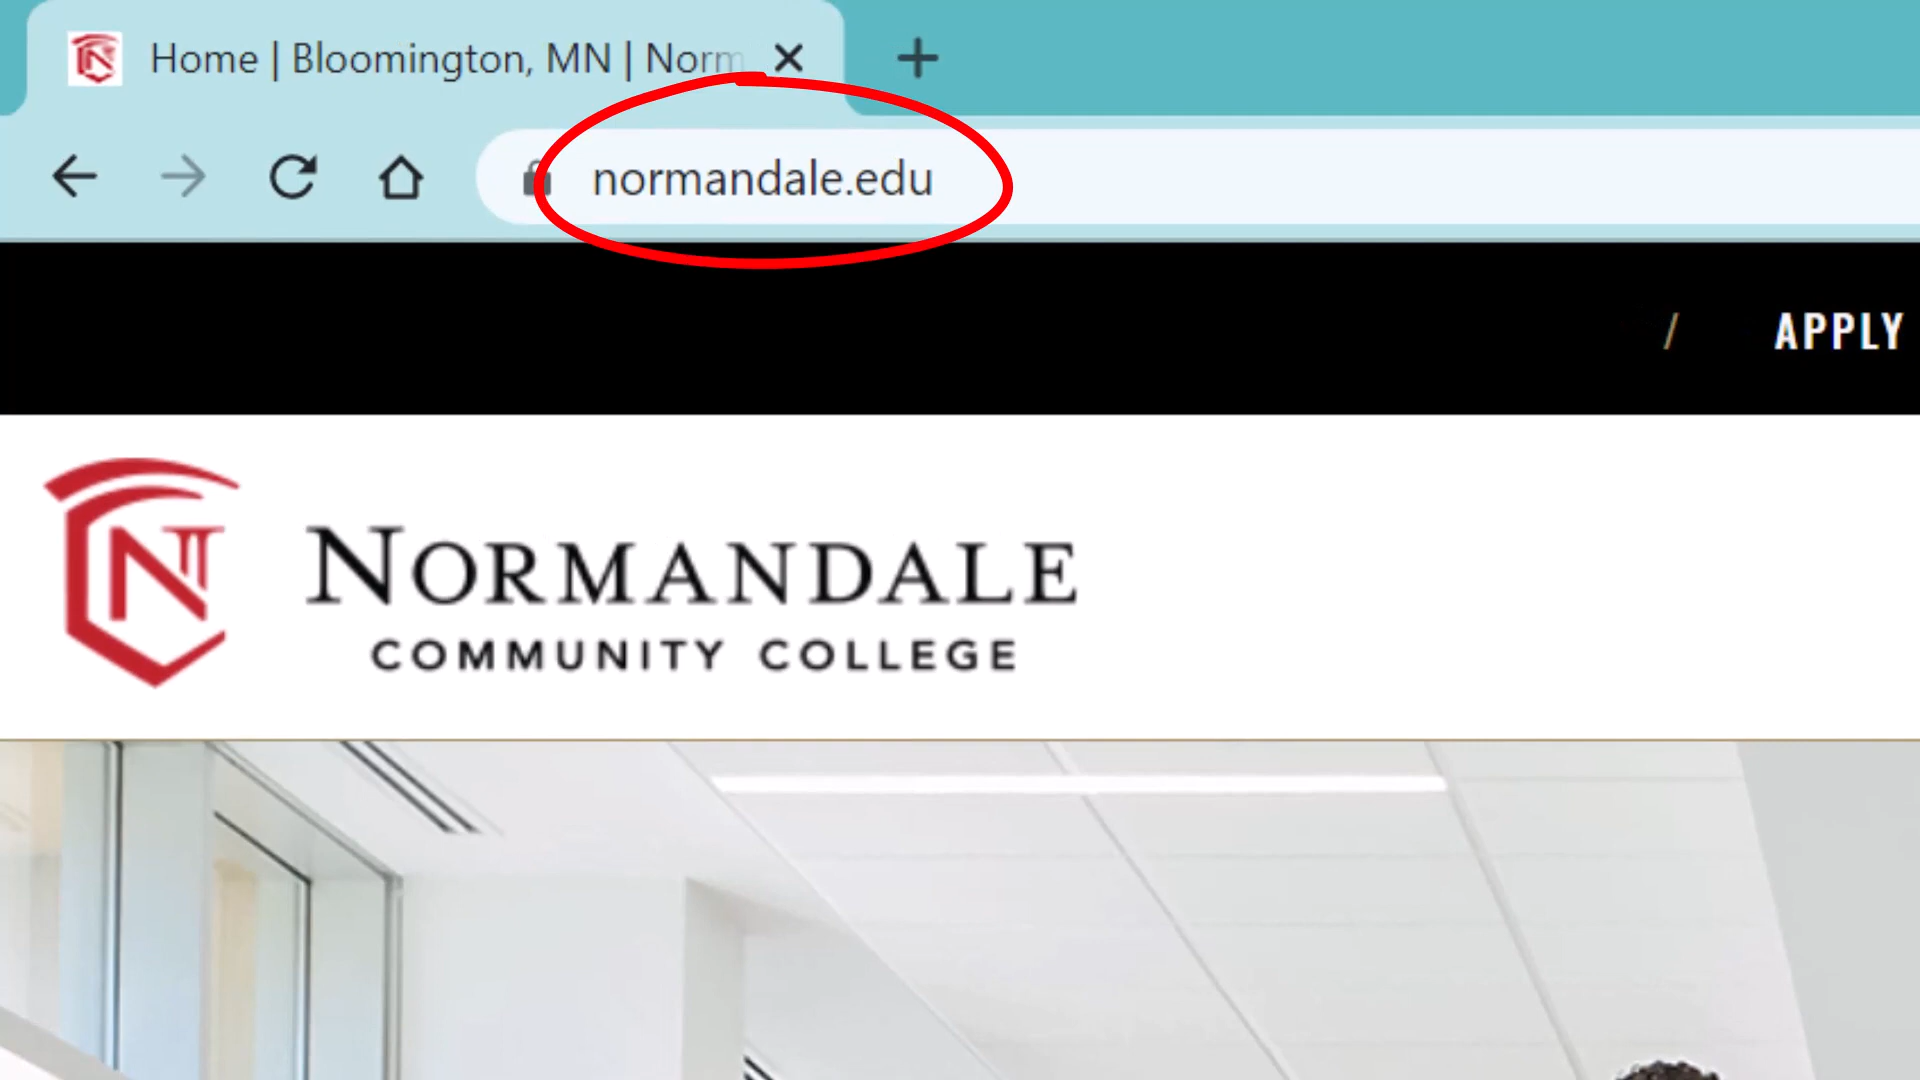 Home | Bloomington, MN | Norm
normandale.edu
/ APPLY
NORMANDALE
COMMUNITY COLLEGE